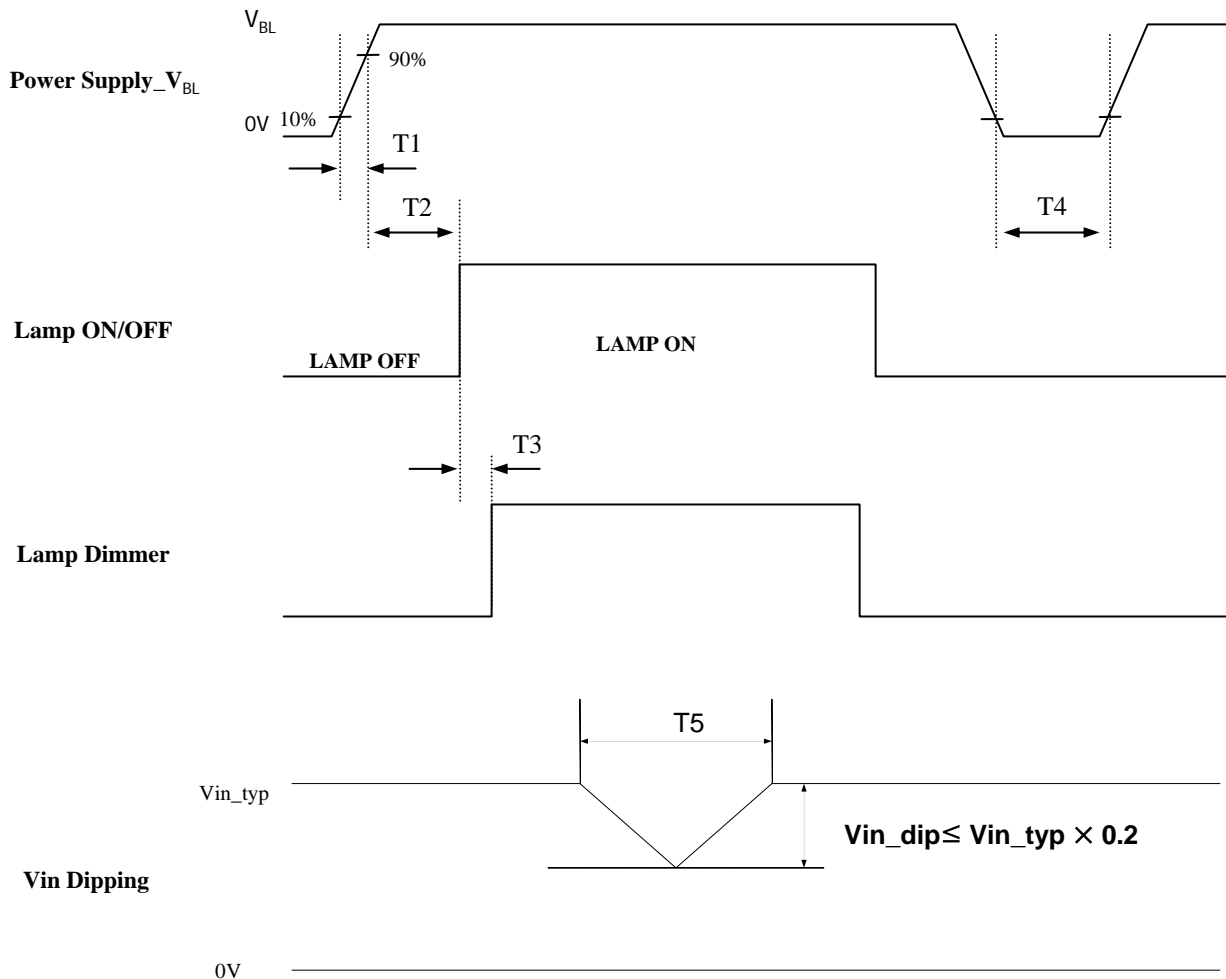 V_BL
90%
Power Supply_V_BL
0V 10%
T1
T2
T4
Lamp ON/OFF
LAMP OFF
LAMP ON
T3
Lamp Dimmer
T5
Vin_typ
Vin_dip≤ Vin_typ × 0.2
Vin Dipping
0V